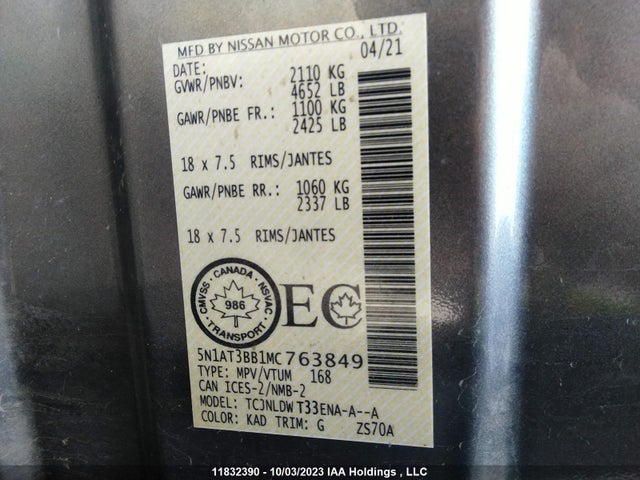 MFD BY NISSAN MOTOR CO., LTD.
DATE: 04/21
GVWR/PNBV: 2110 KG
4652 LB
GAWR/PNBE FR.: 1100 KG
2425 LB
18 x 7.5 RIMS/JANTES
GAWR/PNBE RR.: 1060 KG
2337 LB
18 x 7.5 RIMS/JANTES
CMVSS · CANADA · NSVAC
986
TRANSPORT
EC
5N1AT3BB1MC763849
TYPE: MPV/VTUM 168
CAN ICES-2/NMB-2
MODEL: TCJNLDWT33ENA-A--A
COLOR: KAD TRIM: G ZS70A
11832390 - 10/03/2023 IAA Holdings , LLC